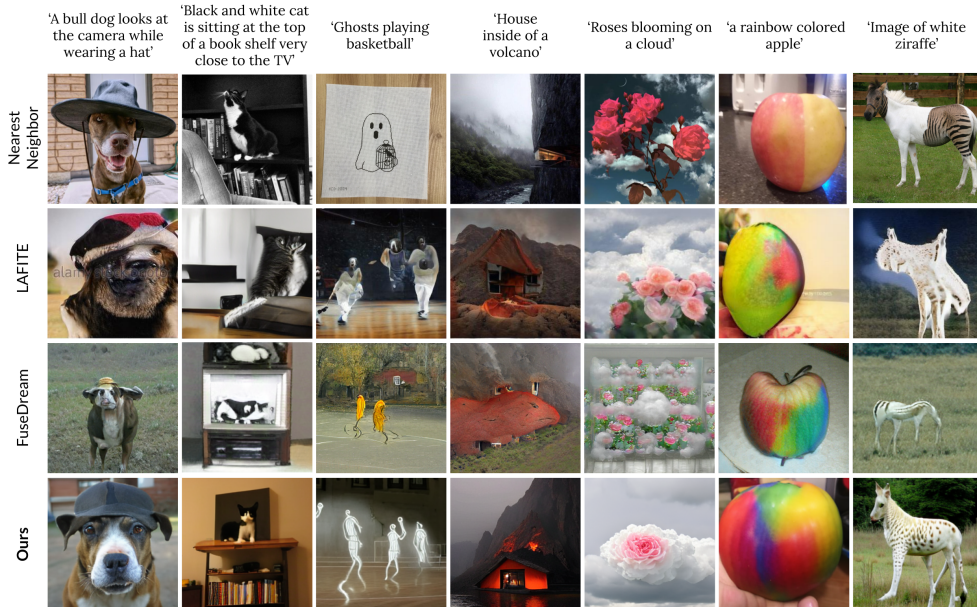 ‘A bull dog looks at
the camera while
wearing a hat’
‘Black and white cat
is sitting at the top
of a book shelf very
close to the TV’
‘Ghosts playing
basketball’
‘House
inside of a
volcano’
‘Roses blooming on
a cloud’
‘a rainbow colored
apple’
‘Image of white
ziraffe’
Nearest
Neighbor
LAFITE
alam
FuseDream
Ours